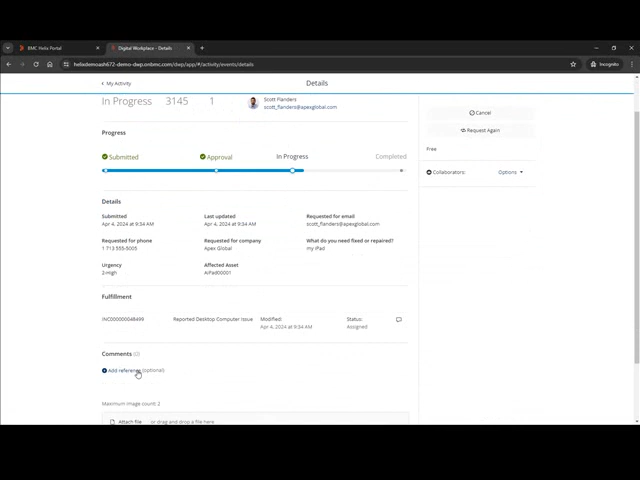 BMC Helix Portal
Digital Workplace - Details
helixdemoash672-demo-dwp.onbmc.com/dwp/app/#/activity/events/details
Incognito
My Activity
Details
In Progress 3145 1
Scott Flanders
scott_flanders@apexglobal.com
Cancel
Request Again
Free
Collaborators: Options
Progress
Submitted Approval In Progress Completed
Details
Submitted Last updated Requested for email
Apr 4, 2024 at 9:34 AM Apr 4, 2024 at 9:34 AM scott_flanders@apexglobal.com
Requested for phone Requested for company What do you need fixed or repaired?
1 713 555-5005 Apex Global my iPad
Urgency Affected Asset
2-High AiPad00001
Fulfillment
Reported Desktop Computer Issue Modified: Status:
Apr 4, 2024 at 9:34 AM Assigned
Comments (0)
Add reference (optional)
Maximum image count: 2
Attach file or drag and drop a file here